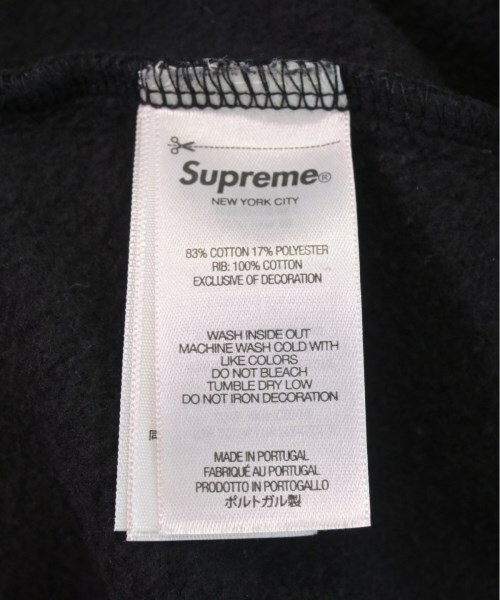 Supreme®
NEW YORK CITY
83% COTTON 17% POLYESTER
RIB: 100% COTTON
EXCLUSIVE OF DECORATION
WASH INSIDE OUT
MACHINE WASH COLD WITH
LIKE COLORS
DO NOT BLEACH
TUMBLE DRY LOW
DO NOT IRON DECORATION
MADE IN PORTUGAL
FABRIQUÉ AU PORTUGAL
PRODOTTO IN PORTOGALLO
ポルトガル製